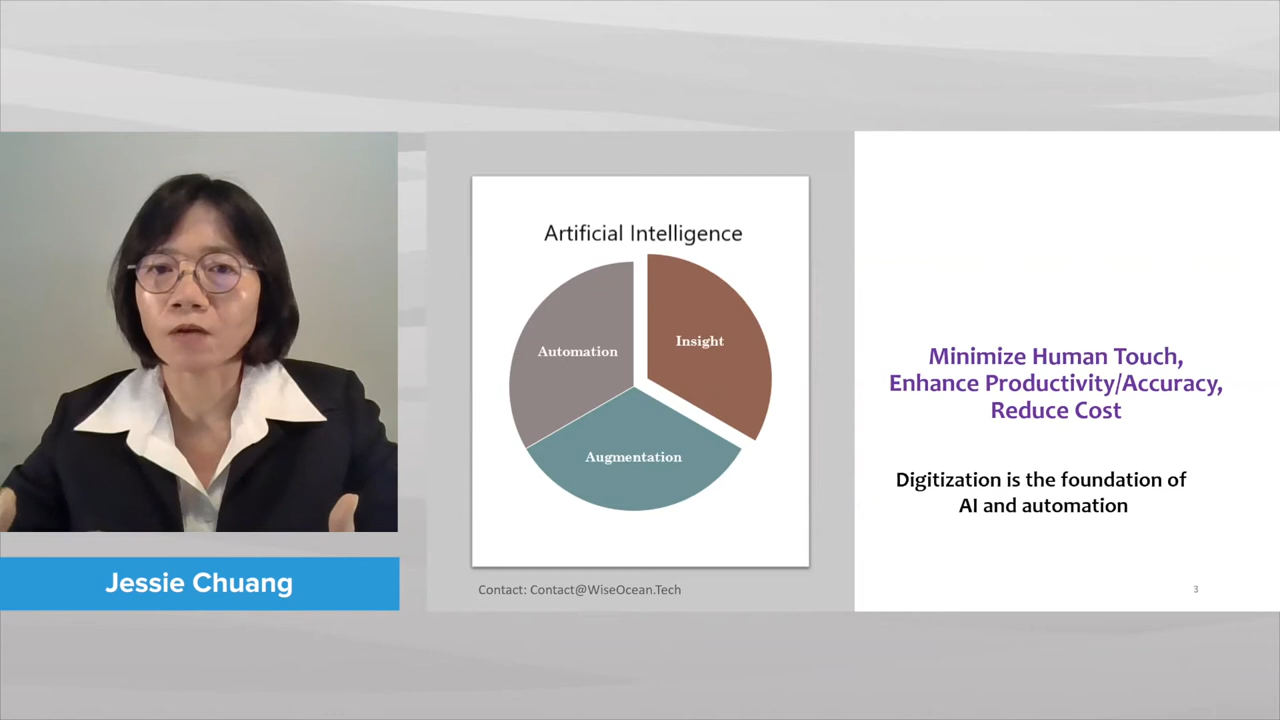 Jessie Chuang
Artificial Intelligence
Automation
Insight
Augmentation
Contact: Contact@WiseOcean.Tech
Minimize Human Touch,
Enhance Productivity/Accuracy,
Reduce Cost
Digitization is the foundation of
AI and automation
3